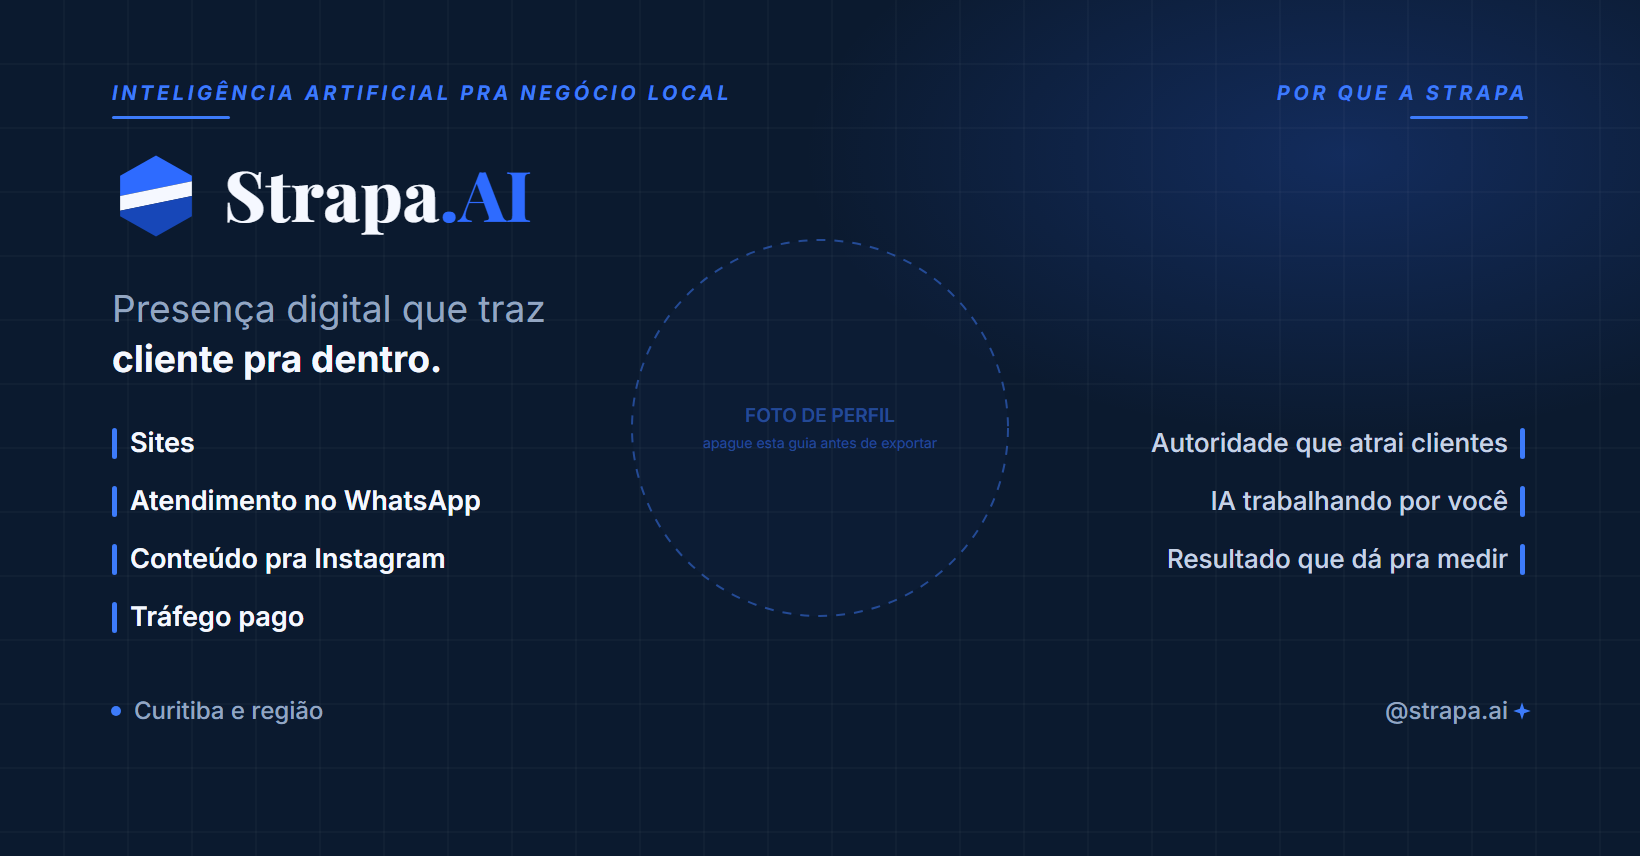 INTELIGÊNCIA ARTIFICIAL PRA NEGÓCIO LOCAL
Strapa.AI
Presença digital que traz
cliente pra dentro.
Sites
Atendimento no WhatsApp
Conteúdo pra Instagram
Tráfego pago
Curitiba e região
FOTO DE PERFIL
apague esta guia antes de exportar
POR QUE A STRAPA
Autoridade que atrai clientes
IA trabalhando por você
Resultado que dá pra medir
@strapa.ai